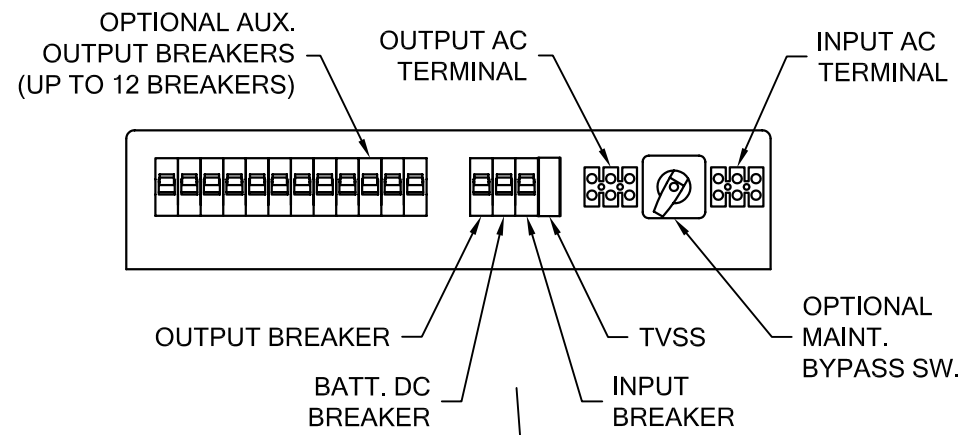 OPTIONAL AUX.
OUTPUT BREAKERS
(UP TO 12 BREAKERS)
OUTPUT AC
TERMINAL
INPUT AC
TERMINAL
OUTPUT BREAKER
BATT. DC
BREAKER
INPUT
BREAKER
TVSS
OPTIONAL
MAINT.
BYPASS SW.